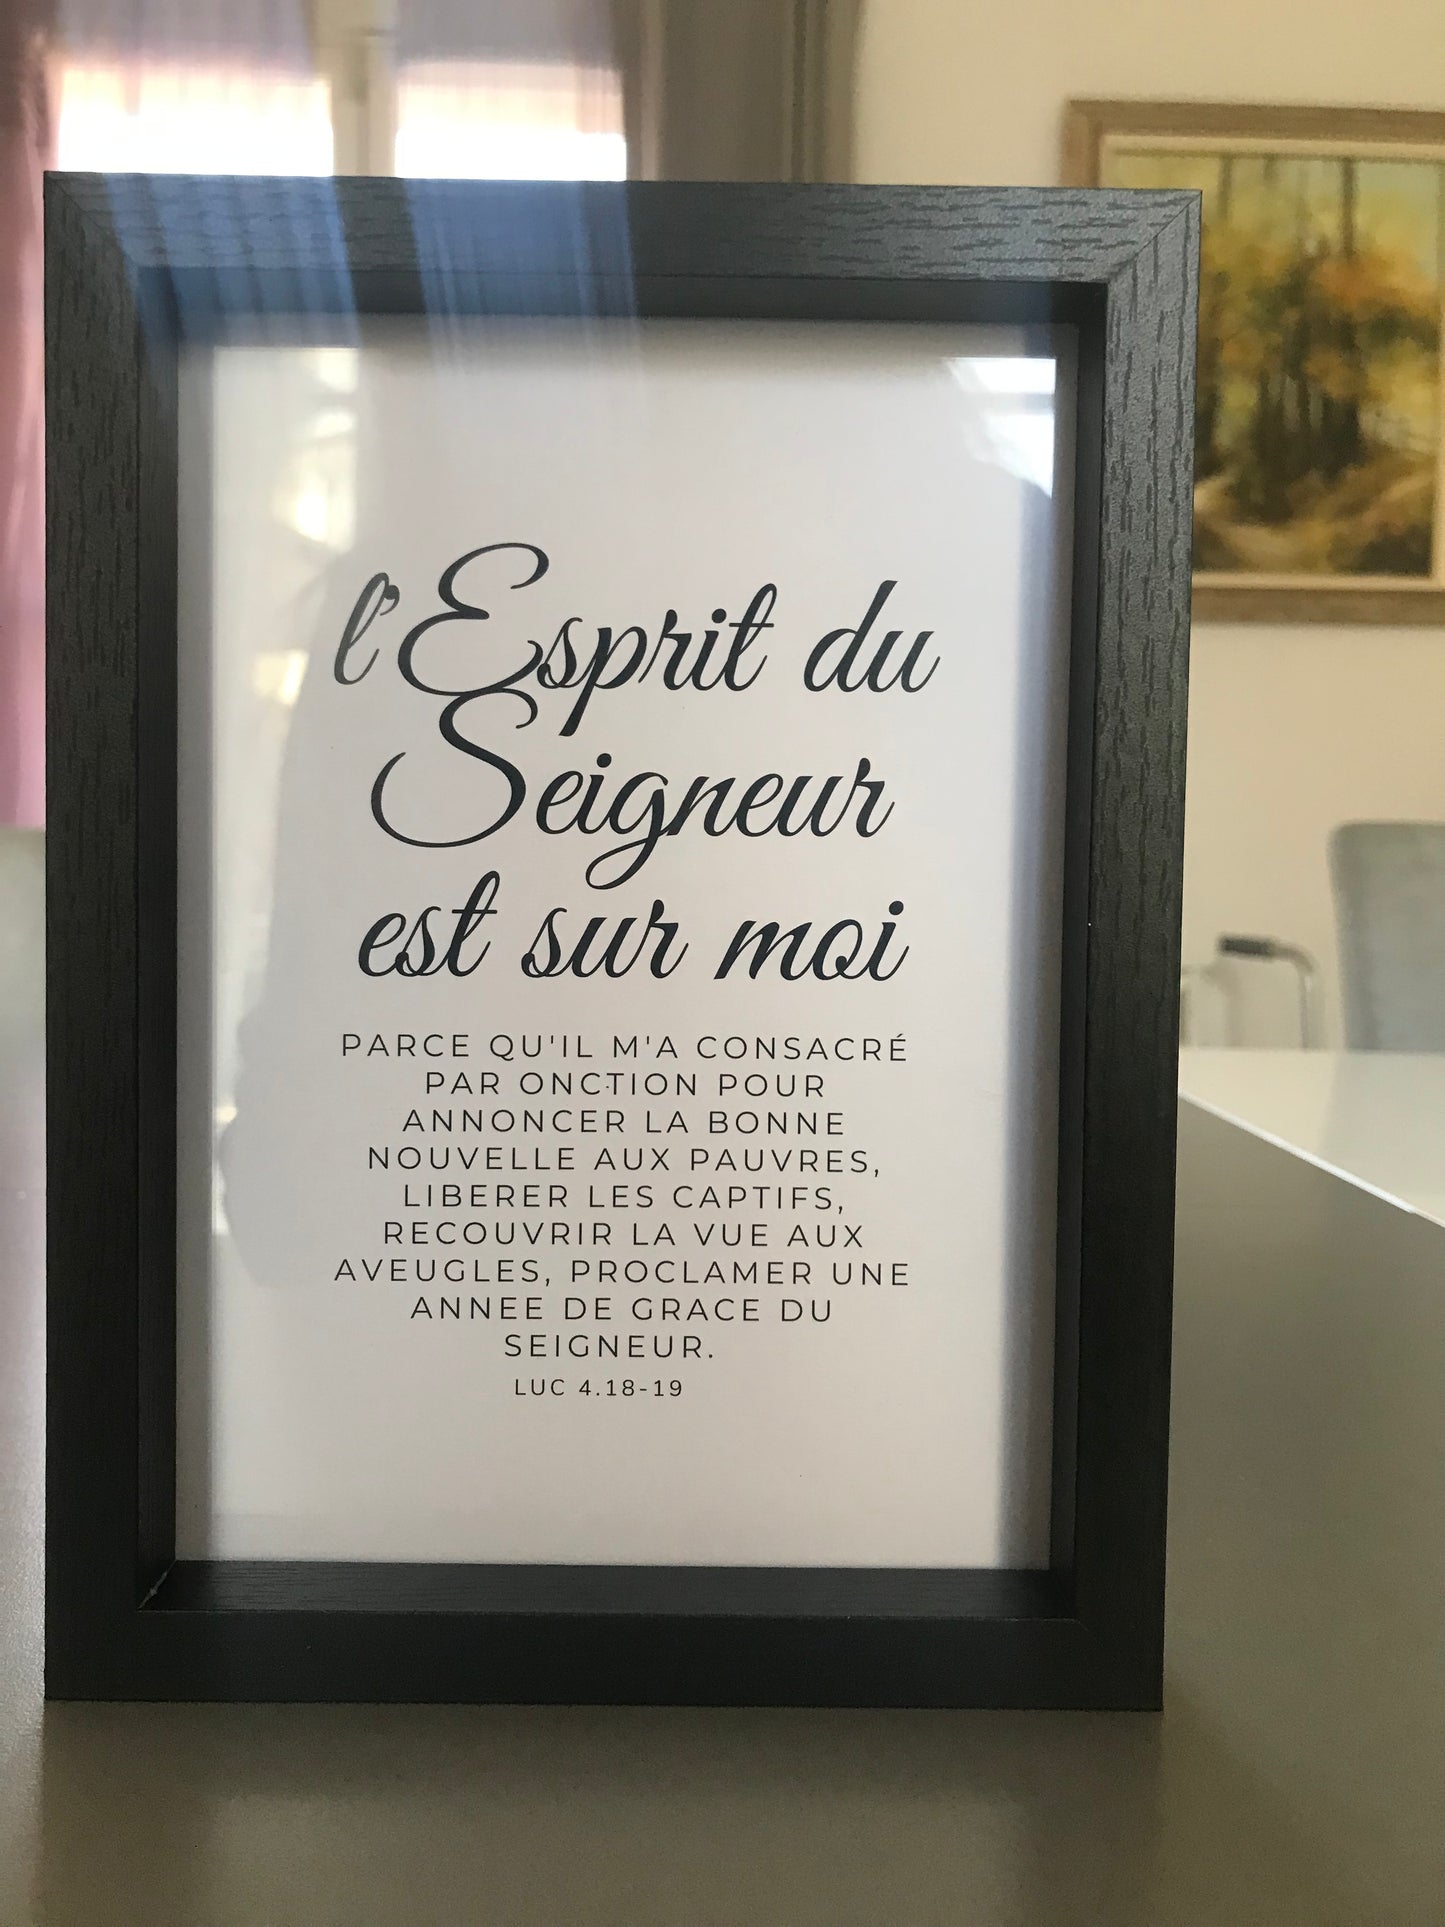 l'Esprit du
Seigneur
est sur moi
PARCE QU'IL M'A CONSACRÉ
PAR ONCTION POUR
ANNONCER LA BONNE
NOUVELLE AUX PAUVRES,
LIBERER LES CAPTIFS,
RECOUVRIR LA VUE AUX
AVEUGLES, PROCLAMER UNE
ANNEE DE GRACE DU
SEIGNEUR.
LUC 4.18-19